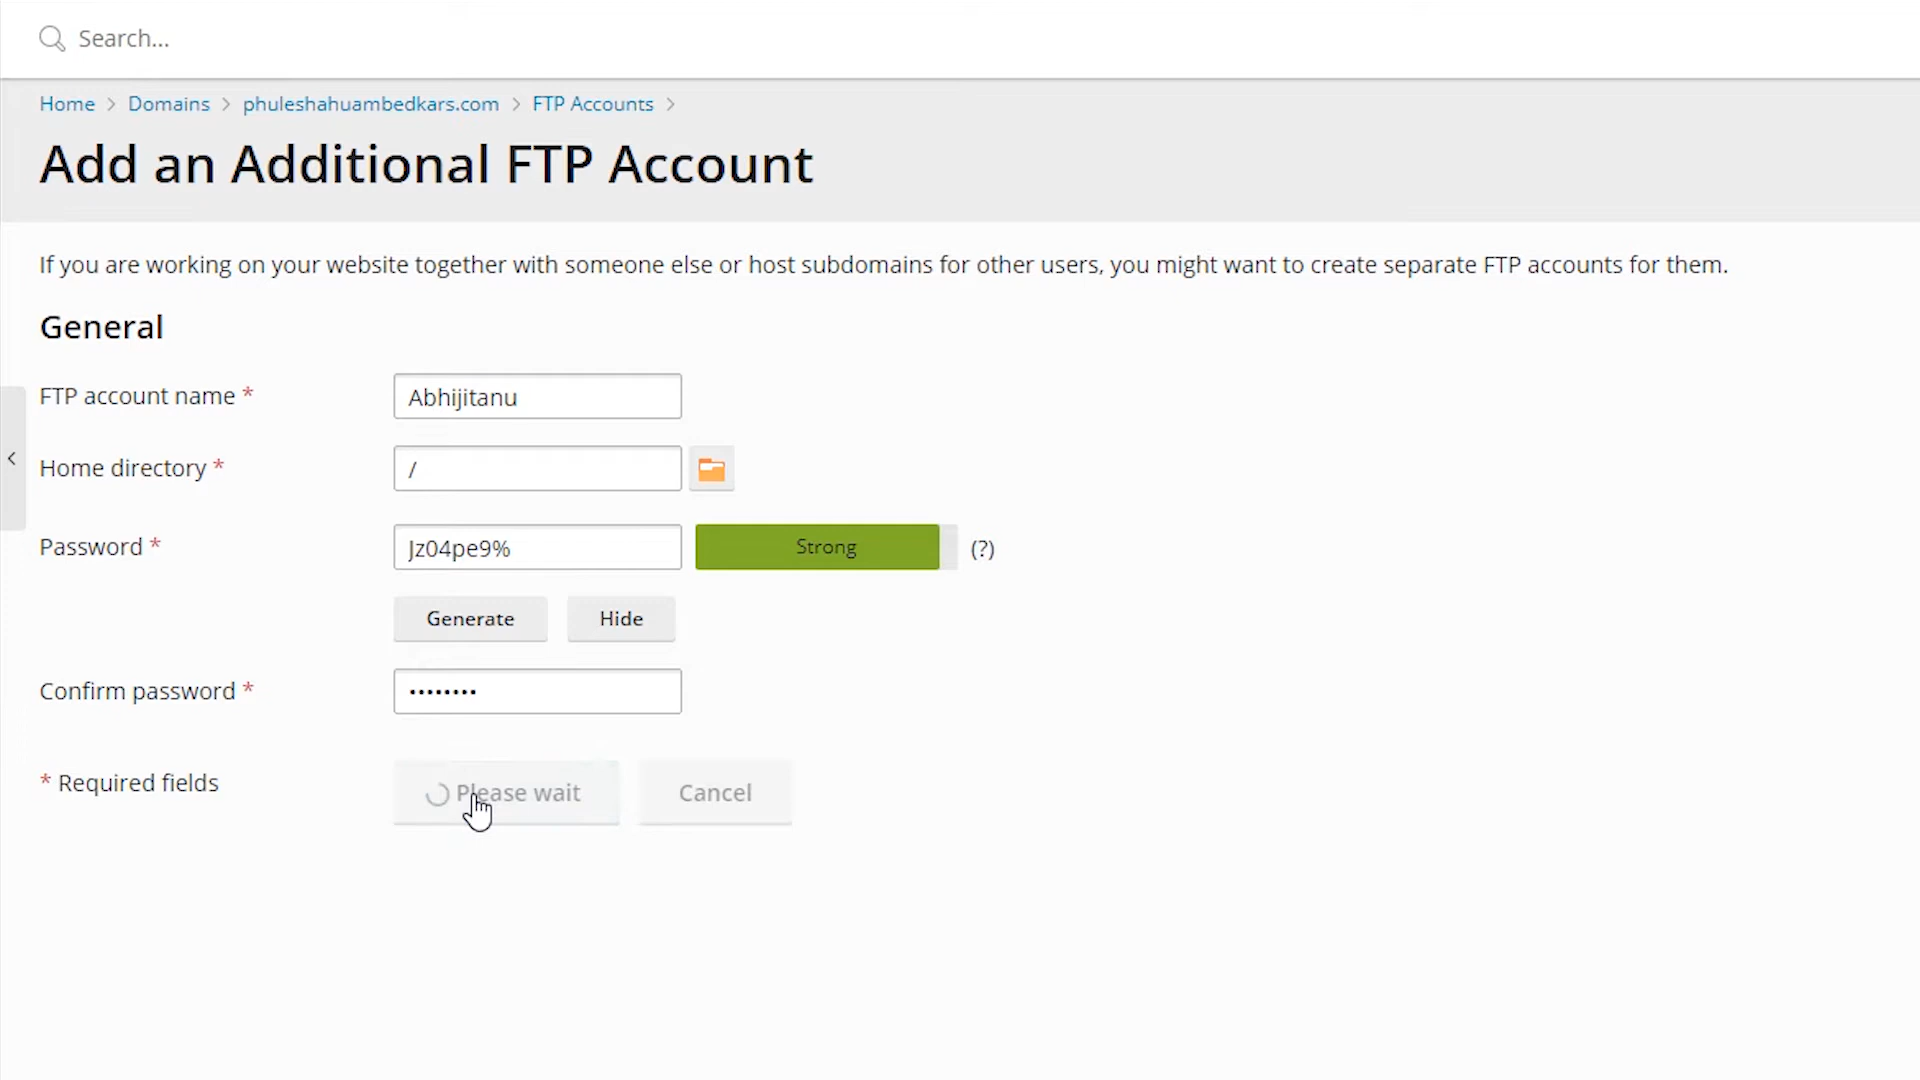 Search...
Home > Domains > phuleshahuambedkars.com > FTP Accounts >
Add an Additional FTP Account
If you are working on your website together with someone else or host subdomains for other users, you might want to create separate FTP accounts for them.
General
FTP account name * Abhijitanu
Home directory * /
Password * Jz04pe9% Strong (?)
Generate Hide
Confirm password * ••••••••
* Required fields Please wait Cancel